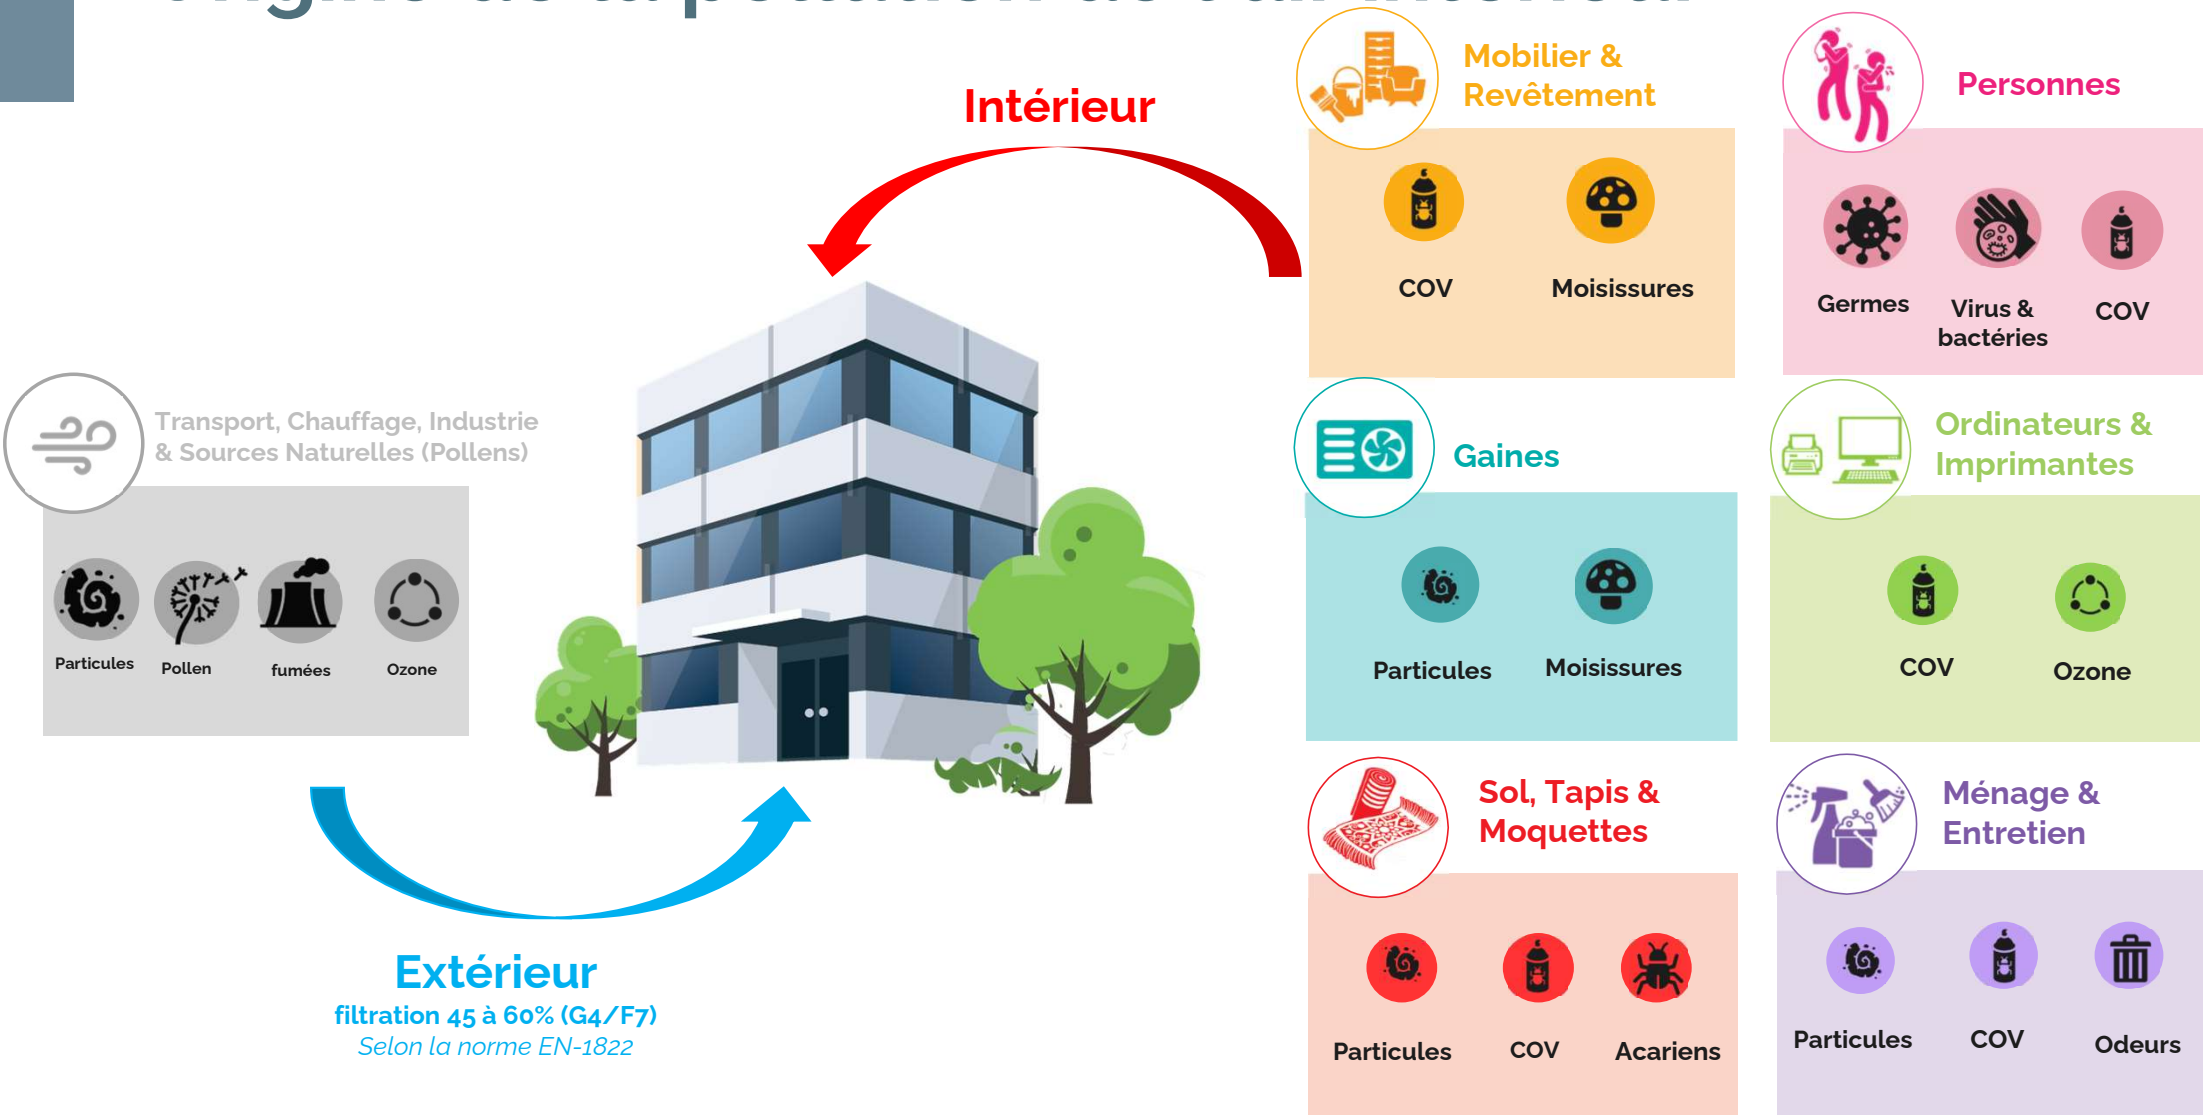 Intérieur
Mobilier &
Revêtement
COV
Moisissures
Personnes
Germes
Virus &
bactéries
COV
Transport, Chauffage, Industrie
& Sources Naturelles (Pollens)
Particules
Pollen
fumées
Ozone
Gaines
Particules
Moisissures
Ordinateurs &
Imprimantes
COV
Ozone
Extérieur
filtration 45 à 60% (G4/F7)
Selon la norme EN-1822
Sol, Tapis &
Moquettes
Particules
COV
Acariens
Ménage &
Entretien
Particules
COV
Odeurs